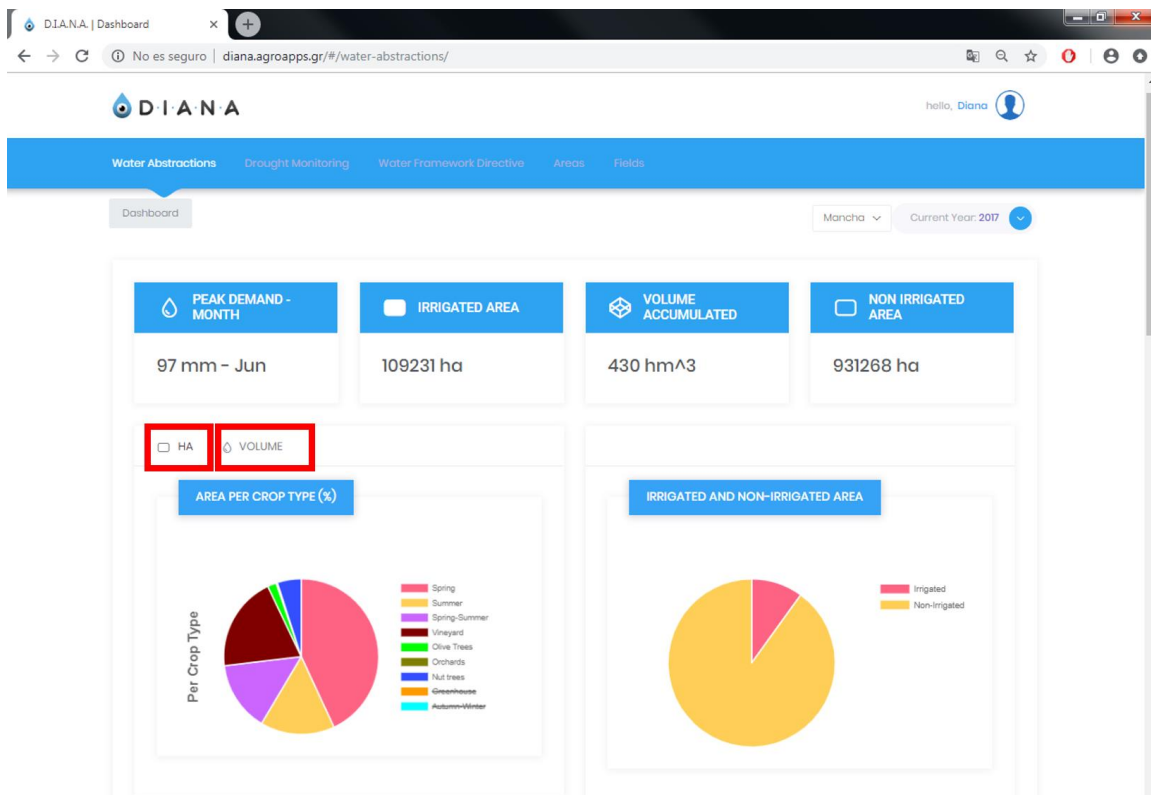 D.I.A.N.A. | Dashboard
No es seguro | diana.agroapps.gr/#/water-abstractions/
D·I·A·N·A
hello, Diana
Water Abstractions Drought Monitoring Water Framework Directive Areas Fields
Dashboard
Mancha
Current Year: 2017
PEAK DEMAND -
MONTH
97 mm - Jun
IRRIGATED AREA
109231 ha
VOLUME
ACCUMULATED
430 hm^3
NON IRRIGATED
AREA
931268 ha
HA
VOLUME
AREA PER CROP TYPE (%)
Per Crop Type
Spring
Summer
Spring-Summer
Vineyard
Olive Trees
Orchards
Nut trees
Greenhouse
Autumn-Winter
IRRIGATED AND NON-IRRIGATED AREA
Irrigated
Non-Irrigated